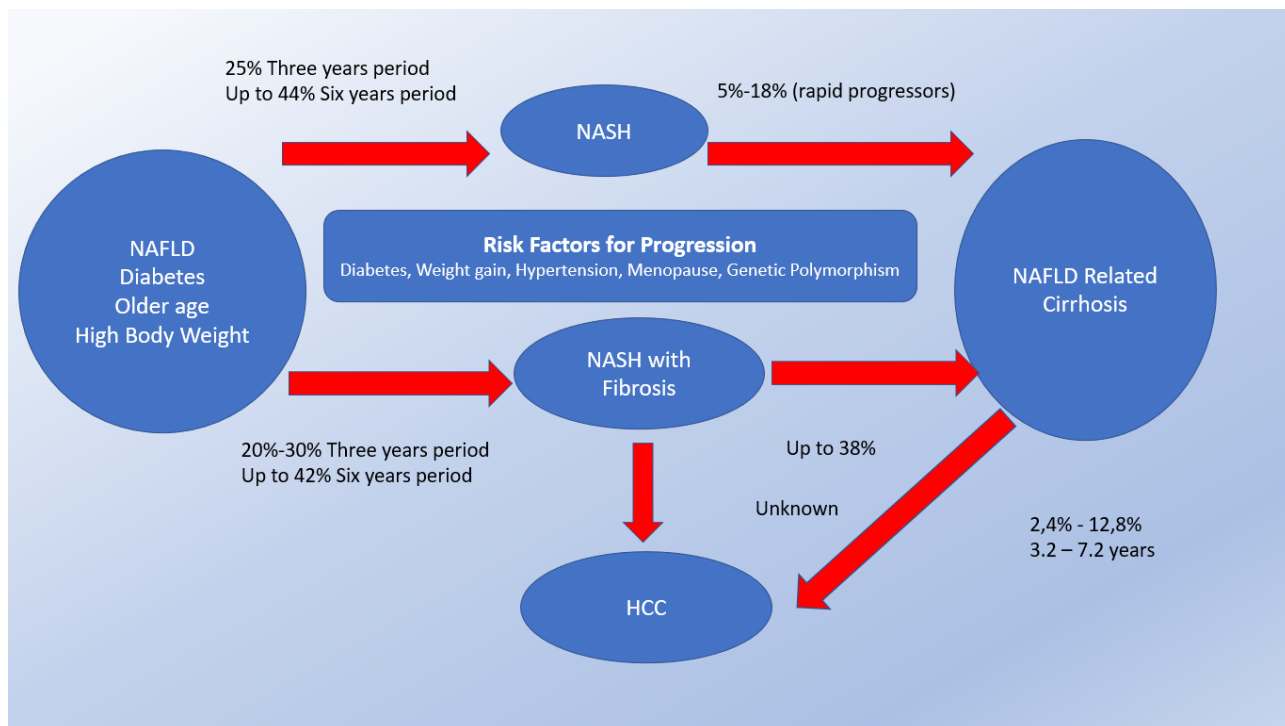 25% Three years period
Up to 44% Six years period
5%-18% (rapid progressors)
NASH
NAFLD
Diabetes
Older age
High Body Weight
Risk Factors for Progression
Diabetes, Weight gain, Hypertension, Menopause, Genetic Polymorphism
NAFLD Related
Cirrhosis
NASH with
Fibrosis
20%-30% Three years period
Up to 42% Six years period
Up to 38%
Unknown
2,4% - 12,8%
3.2 – 7.2 years
HCC